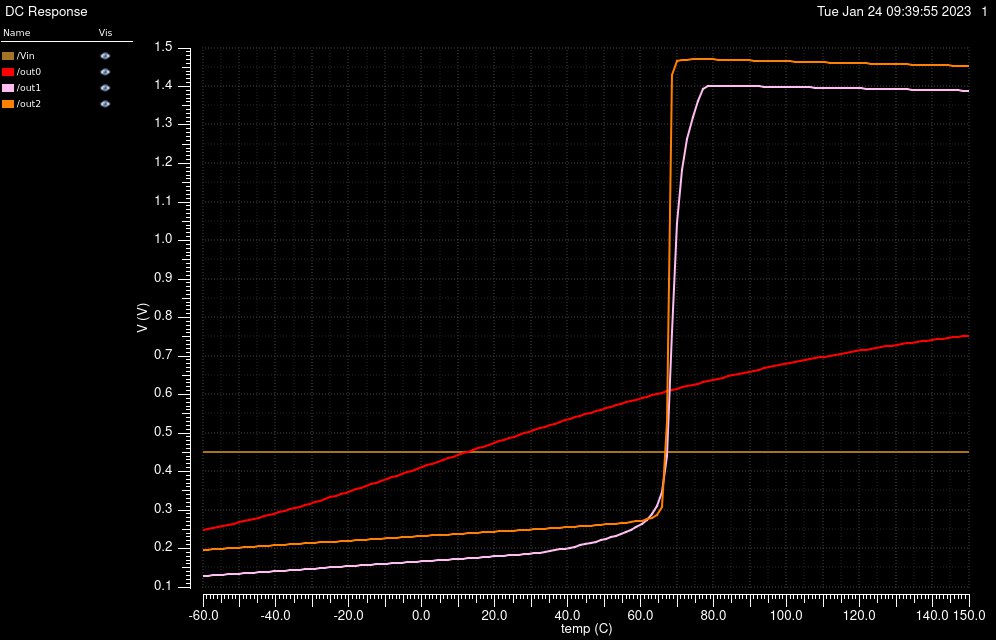 DC Response
Tue Jan 24 09:39:55 2023 1
Name Vis
/Vin
/out0
/out1
/out2
1.5
1.4
1.3
1.2
1.1
1.0
0.9
0.8
0.7
0.6
0.5
0.4
0.3
0.2
0.1
V (V)
-60.0 -40.0 -20.0 0.0 20.0 40.0 60.0 80.0 100.0 120.0 140.0 150.0
temp (C)